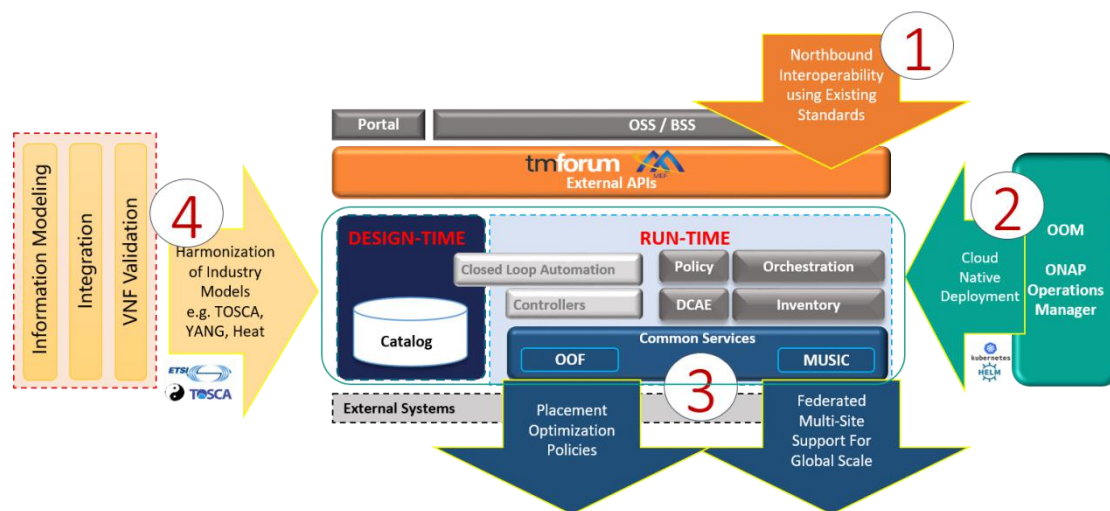 1
Northbound
Interoperability
using Existing
Standards
Portal
OSS / BSS
tmforum
MEF
External APIs
Information Modeling
Integration
VNF Validation
4
Harmonization
of Industry
Models
e.g. TOSCA,
YANG, Heat
ETSI
TOSCA
DESIGN-TIME
Catalog
RUN-TIME
Closed Loop Automation
Policy
Orchestration
Controllers
DCAE
Inventory
Common Services
OOF
MUSIC
2
Cloud
Native
Deployment
OOM
ONAP
Operations
Manager
kubernetes
HELM
External Systems
3
Placement
Optimization
Policies
Federated
Multi-Site
Support For
Global Scale